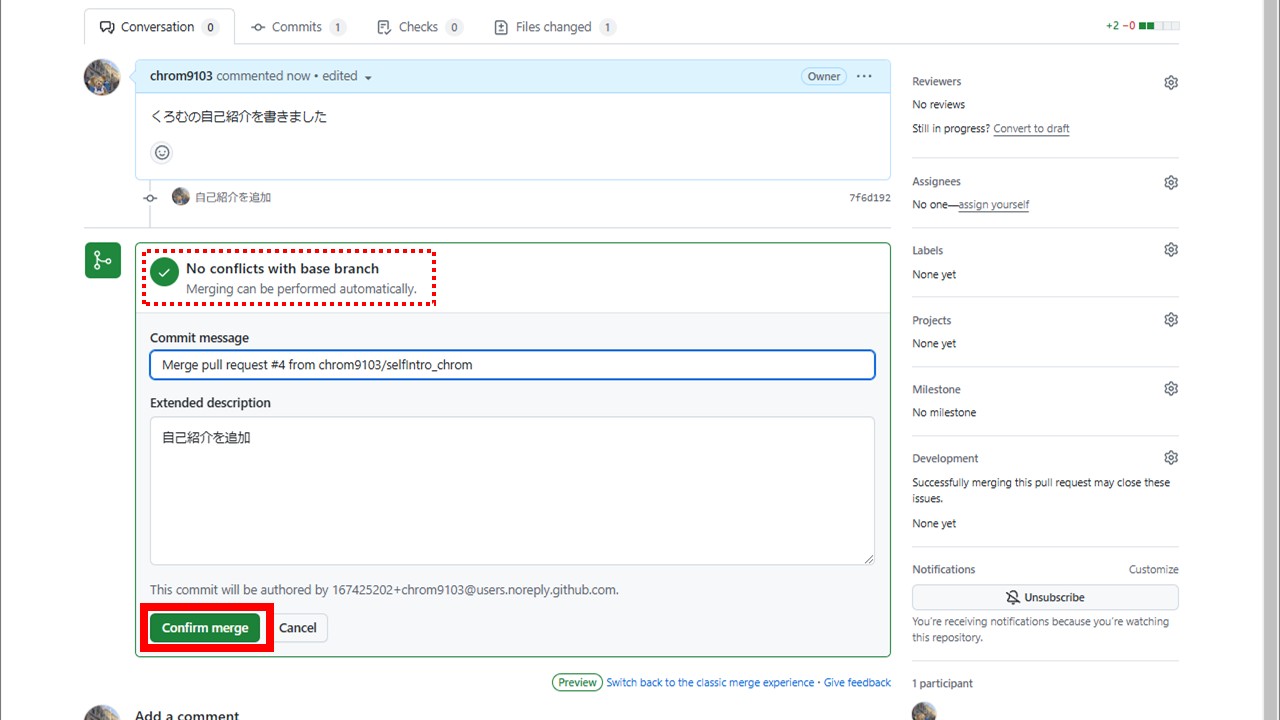 Conversation 0 Commits 1 Checks 0 Files changed 1 +2 −0
chrom9103 commented now • edited Owner
くろむの自己紹介を書きました
自己紹介を追加 7f6d192
No conflicts with base branch
Merging can be performed automatically.
Commit message
Merge pull request #4 from chrom9103/selfIntro_chrom
Extended description
自己紹介を追加
This commit will be authored by 167425202+chrom9103@users.noreply.github.com.
Confirm merge Cancel
Preview Switch back to the classic merge experience • Give feedback
Add a comment
Reviewers
No reviews
Still in progress? Convert to draft
Assignees
No one—assign yourself
Labels
None yet
Projects
None yet
Milestone
No milestone
Development
Successfully merging this pull request may close these
issues.
None yet
Notifications Customize
Unsubscribe
You're receiving notifications because you're watching
this repository.
1 participant